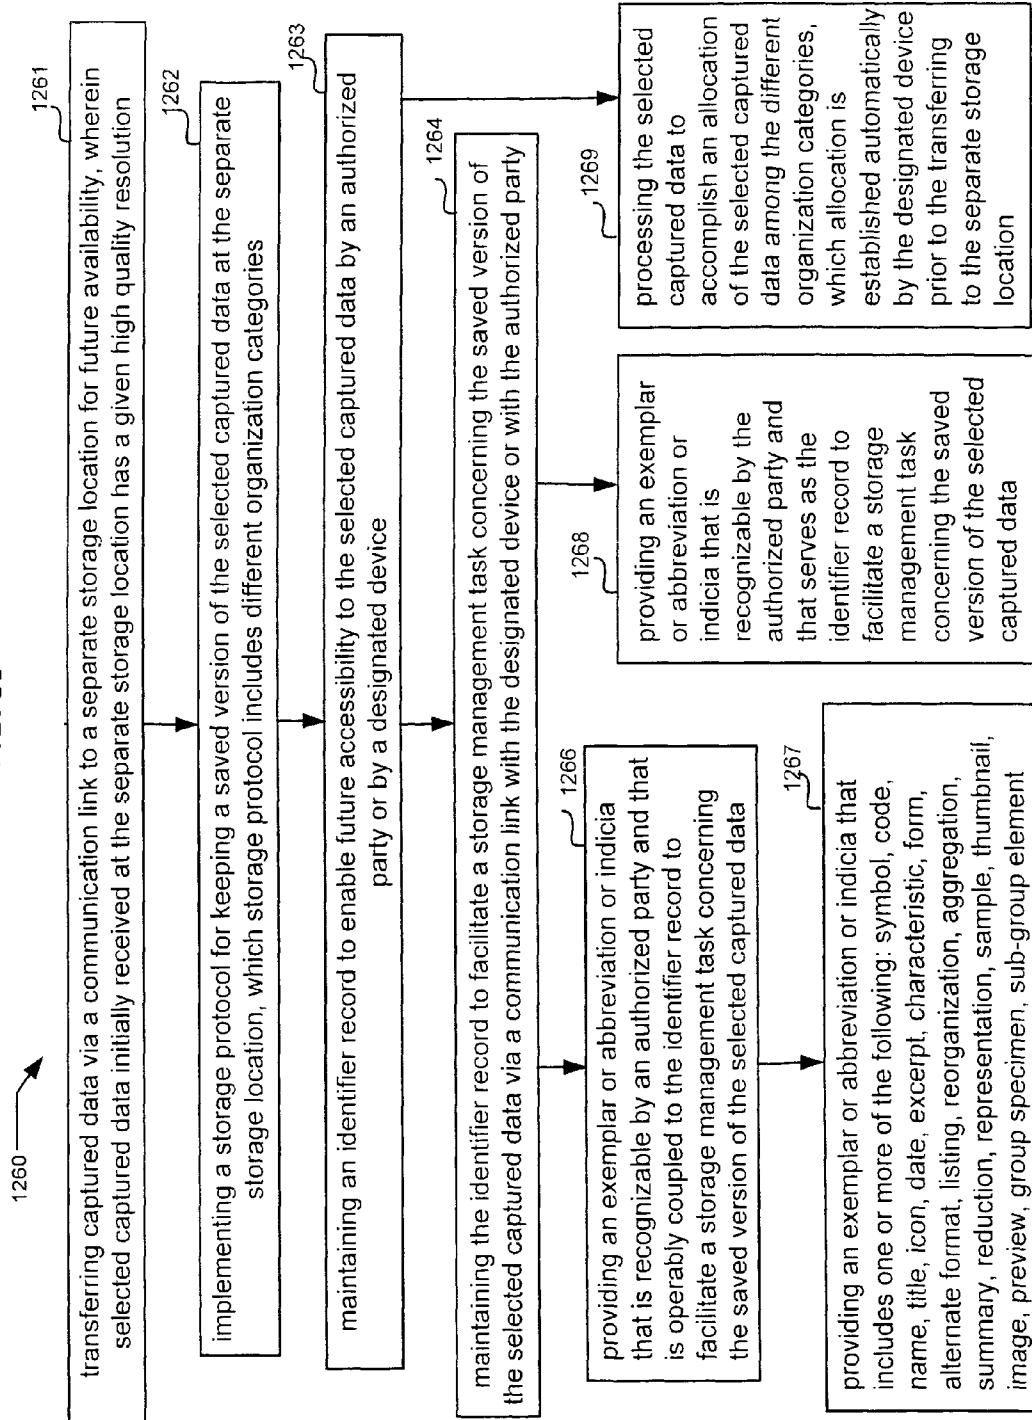 1260
1261
transferring captured data via a communication link to a separate storage location for future availability, wherein
selected captured data initially received at the separate storage location has a given high quality resolution
1262
implementing a storage protocol for keeping a saved version of the selected captured data at the separate
storage location, which storage protocol includes different organization categories
1263
maintaining an identifier record to enable future accessibility to the selected captured data by an authorized
party or by a designated device
1264
maintaining the identifier record to facilitate a storage management task concerning the saved version of
the selected captured data via a communication link with the designated device or with the authorized party
1266
providing an exemplar or abbreviation or indicia
that is recognizable by an authorized party and that
is operably coupled to the identifier record to
facilitate a storage management task concerning
the saved version of the selected captured data
1267
providing an exemplar or abbreviation or indicia that
includes one or more of the following: symbol, code,
name, title, icon, date, excerpt, characteristic, form,
alternate format, listing, reorganization, aggregation,
summary, reduction, representation, sample, thumbnail,
image, preview, group specimen, sub-group element
1268
providing an exemplar
or abbreviation or
indicia that is
recognizable by the
authorized party and
that serves as the
identifier record to
facilitate a storage
management task
concerning the saved
version of the selected
captured data
1269
processing the selected
captured data to
accomplish an allocation
of the selected captured
data among the different
organization categories,
which allocation is
established automatically
by the designated device
prior to the transferring
to the separate storage
location